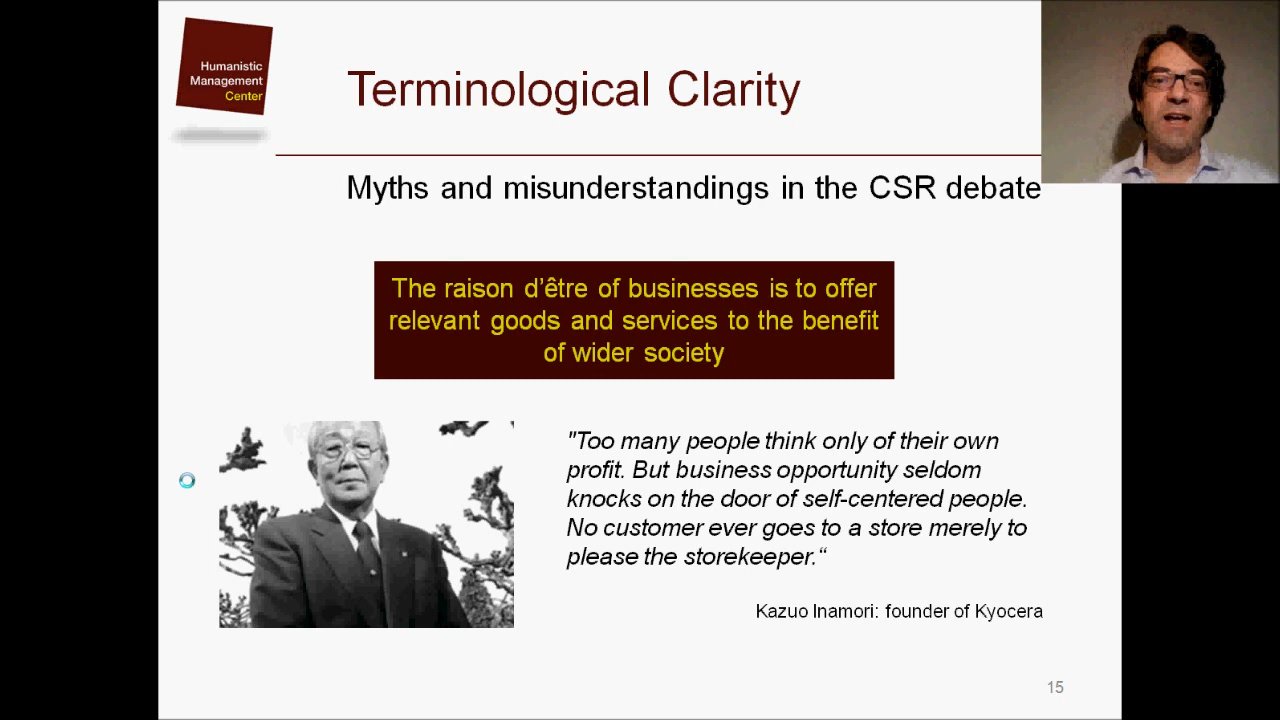 Humanistic
Management
Center
Terminological Clarity
Myths and misunderstandings in the CSR debate
The raison d’être of businesses is to offer
relevant goods and services to the benefit
of wider society
"Too many people think only of their own
profit. But business opportunity seldom
knocks on the door of self-centered people.
No customer ever goes to a store merely to
please the storekeeper.“
Kazuo Inamori: founder of Kyocera
15